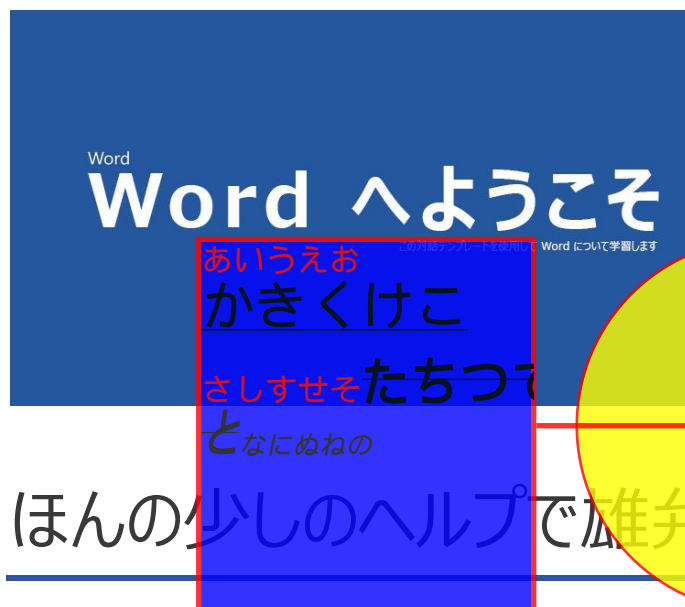 Word
Word へようこそ
この対話テンプレートを使用して Word について学習します
あいうえお
かきくけこ
さしすせそたちつて
となにぬねの
ほんの少しのヘルプで雄弁